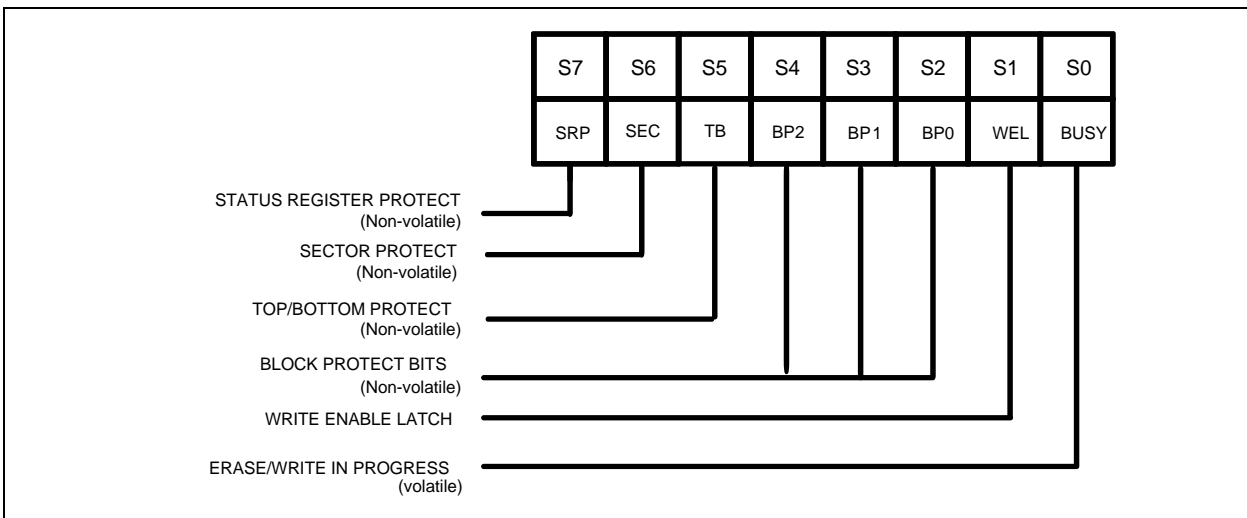 S7 S6 S5 S4 S3 S2 S1 S0
SRP SEC TB BP2 BP1 BP0 WEL BUSY
STATUS REGISTER PROTECT
(Non-volatile)
SECTOR PROTECT
(Non-volatile)
TOP/BOTTOM PROTECT
(Non-volatile)
BLOCK PROTECT BITS
(Non-volatile)
WRITE ENABLE LATCH
ERASE/WRITE IN PROGRESS
(volatile)